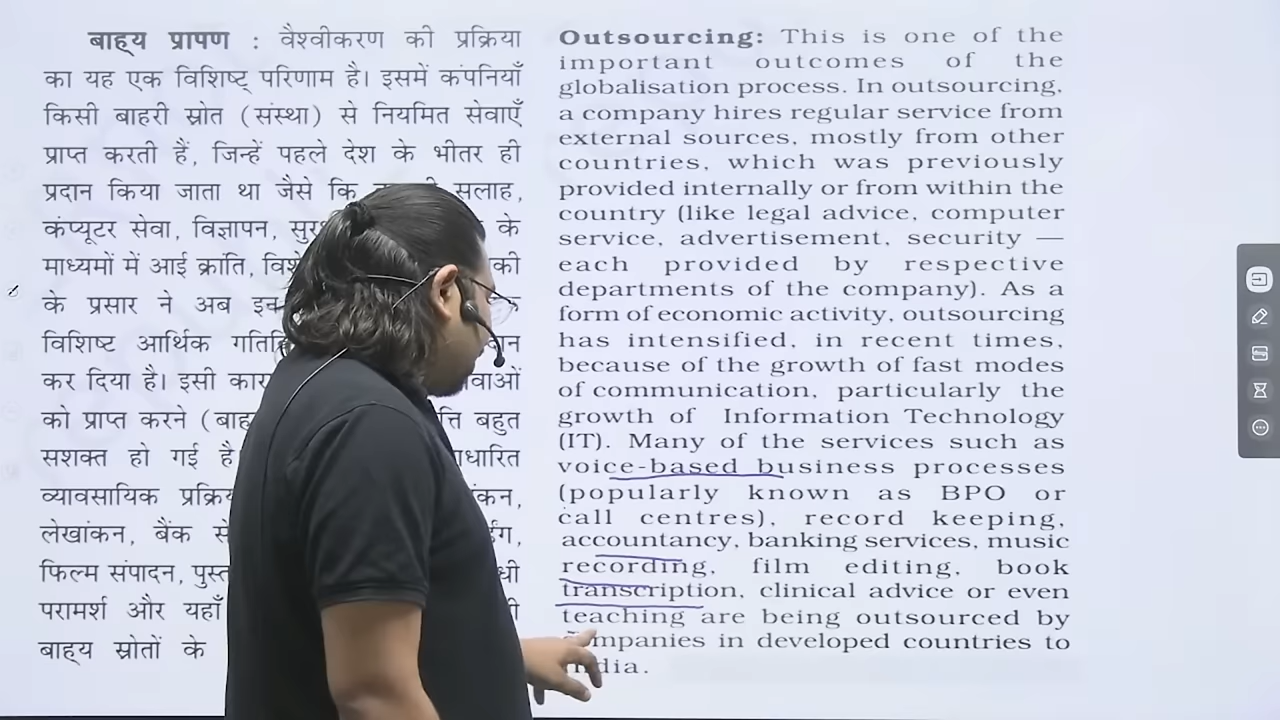 बाह्य प्रापण : वैश्वीकरण की प्रक्रिया
का यह एक विशिष्ट् परिणाम है। इसमें कंपनियाँ
किसी बाहरी स्रोत (संस्था) से नियमित सेवाएँ
प्राप्त करती हैं, जिन्हें पहले देश के भीतर ही
प्रदान किया जाता था जैसे कि सलाह,
कंप्यूटर सेवा, विज्ञापन, के
माध्यमों में आई क्रांति,
के प्रसार ने अब
विशिष्ट आर्थिक
कर दिया है। इसी
को प्राप्त करने बहुत
सशक्त हो गई है
व्यावसायिक
लेखांकन, बैंक
फिल्म संपादन,
परामर्श और यहाँ
बाह्य स्रोतों के
Outsourcing: This is one of the
important outcomes of the
globalisation process. In outsourcing,
a company hires regular service from
external sources, mostly from other
countries, which was previously
provided internally or from within the
country (like legal advice, computer
service, advertisement, security —
each provided by respective
departments of the company). As a
form of economic activity, outsourcing
has intensified, in recent times,
because of the growth of fast modes
of communication, particularly the
growth of Information Technology
(IT). Many of the services such as
voice-based business processes
(popularly known as BPO or
call centres), record keeping,
accountancy, banking services, music
recording, film editing, book
transcription, clinical advice or even
teaching are being outsourced by
companies in developed countries to
India.